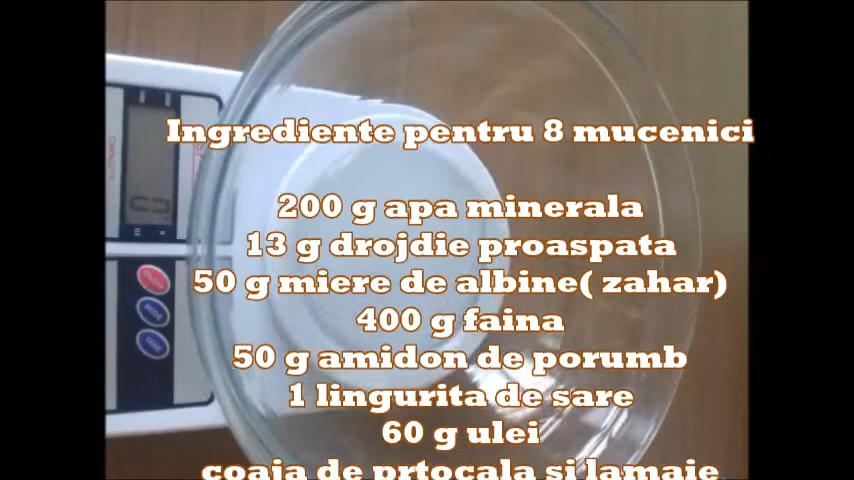 Ingrediente pentru 8 mucenici
200 g apa minerala
13 g drojdie proaspata
50 g miere de albine( zahar)
400 g faina
50 g amidon de porumb
1 lingurita de sare
60 g ulei
coaja de prtocala si lamaie
0